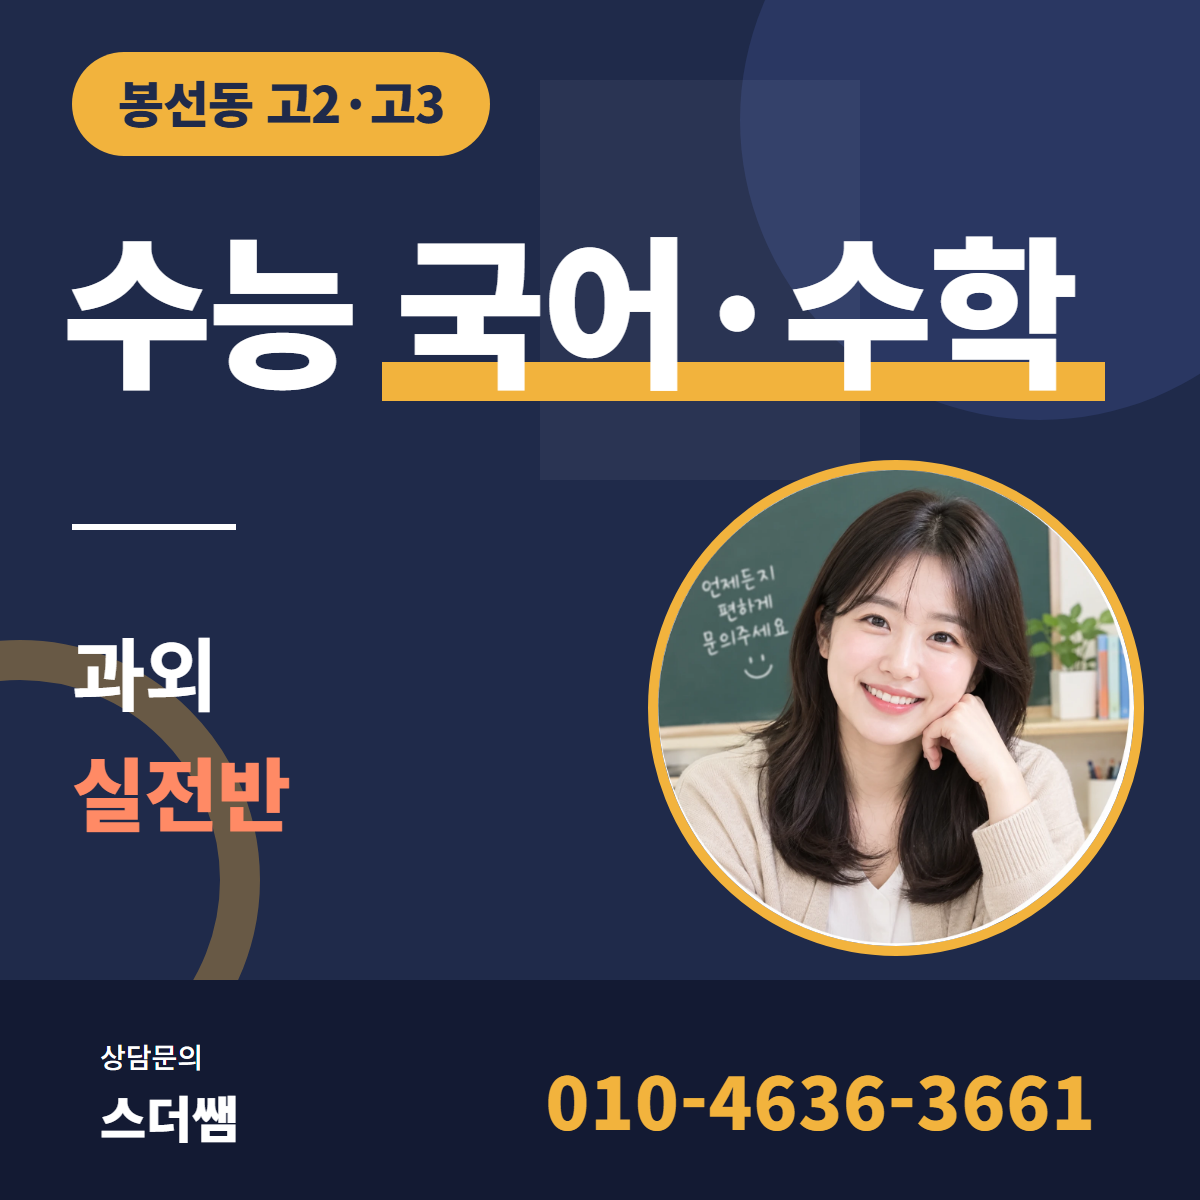 봉선동 고2·고3
수능 국어·수학
언제든지
편하게
문의주세요
과외
실전반
상담문의
스더쌤
010-4636-3661